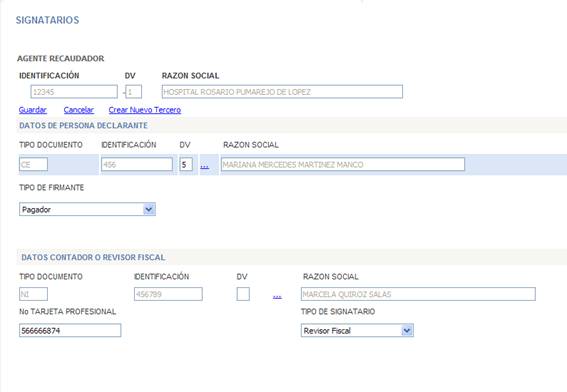 SIGNATARIOS
AGENTE RECAUDADOR
IDENTIFICACIÓN DV RAZON SOCIAL
12345 - 1 HOSPITAL ROSARIO PUMAREJO DE LOPEZ
Guardar Cancelar Crear Nuevo Tercero
DATOS DE PERSONA DECLARANTE
TIPO DOCUMENTO IDENTIFICACIÓN DV RAZON SOCIAL
CE 456 5 ... MARIANA MERCEDES MARTINEZ MANCO
TIPO DE FIRMANTE
Pagador
DATOS CONTADOR O REVISOR FISCAL
TIPO DOCUMENTO IDENTIFICACIÓN DV RAZON SOCIAL
NI 456789 ... MARCELA QUIROZ SALAS
No TARJETA PROFESIONAL TIPO DE SIGNATARIO
566666874 Revisor Fiscal